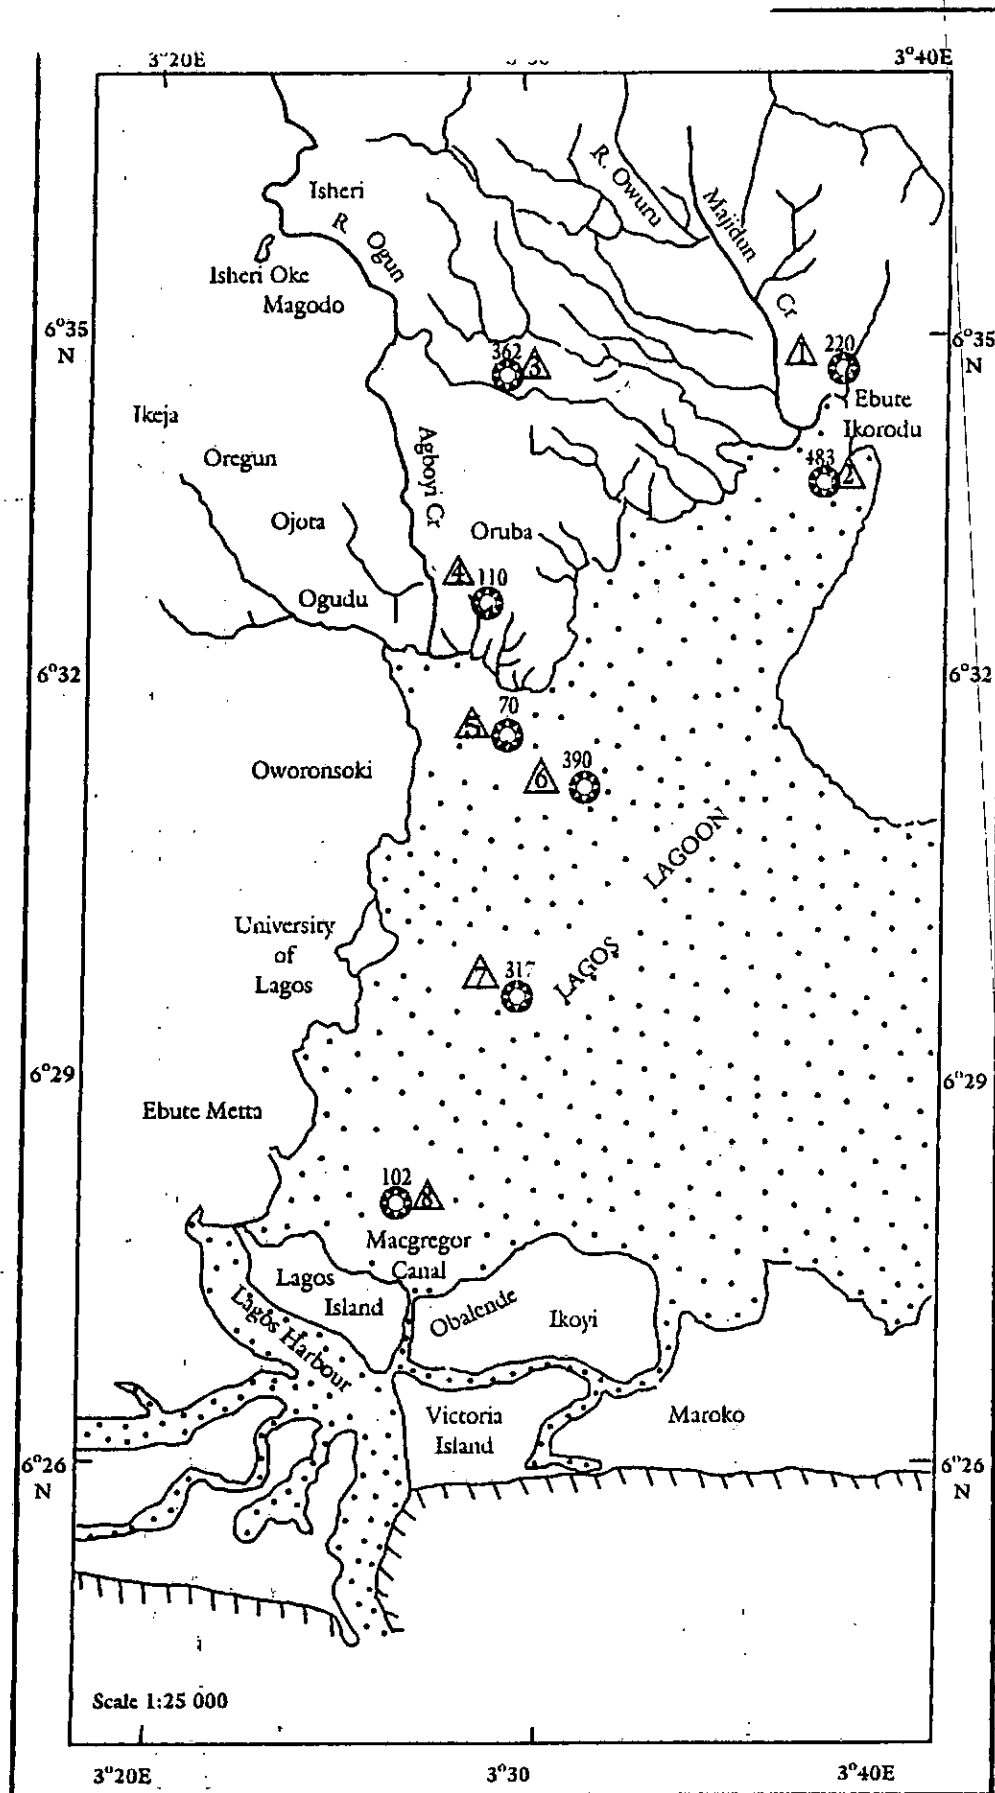 3°20E
3°40E
Isheri
R. Owuru
Majidun
Cr
R Ogun
Isheri Oke
Magodo
6°35
N
6°35
N
362
3
1
220
Ebute
Ikorodu
Ikeja
Oregun
Agboyi Cr
483
2
Ojota
Oruba
4
110
Ogudu
6°32
6°32
70
5
390
6
Oworonsoki
LAGOON
University
of
Lagos
LAGOS
7
317
6°29
6°29
Ebute Metta
102
8
Macgregor
Canal
Lagos
Island
Lagos Harbour
Obalende
Ikoyi
Victoria
Island
Maroko
6°26
N
6°26
N
Scale 1:25 000
3°20E
3°30
3°40E